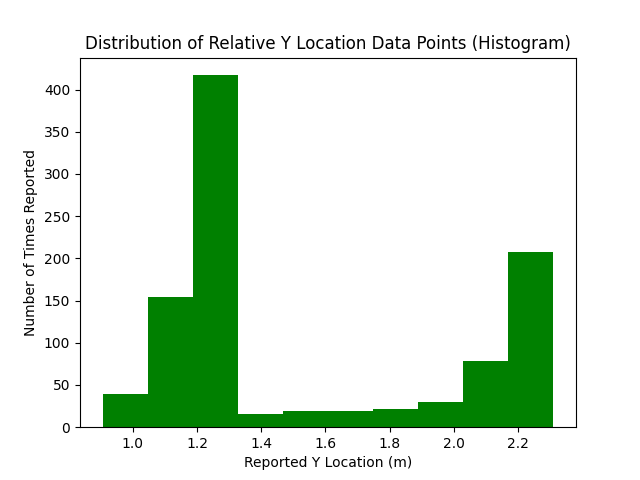 Distribution of Relative Y Location Data Points (Histogram)
400
350
300
250
200
150
100
50
0
Number of Times Reported
1.0 1.2 1.4 1.6 1.8 2.0 2.2
Reported Y Location (m)